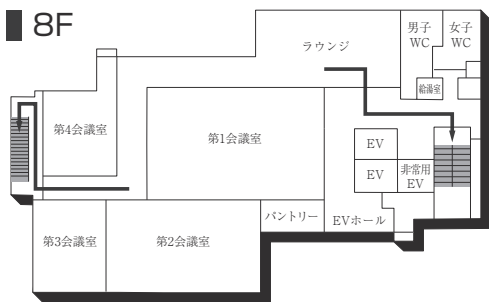 8F
ラウンジ
男子
WC
女子
WC
給湯室
第4会議室
第1会議室
EV
EV
非常用
EV
第3会議室
第2会議室
パントリー
EVホール